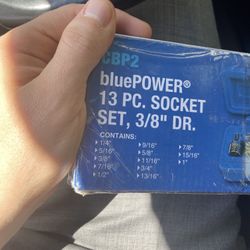 CBP2
bluePOWER®
13 PC. SOCKET
SET, 3/8" DR.
CONTAINS:
1/4" 9/16" 7/8"
5/16" 5/8" 15/16"
3/8" 11/16" 1"
7/16" 3/4"
1/2" 13/16"